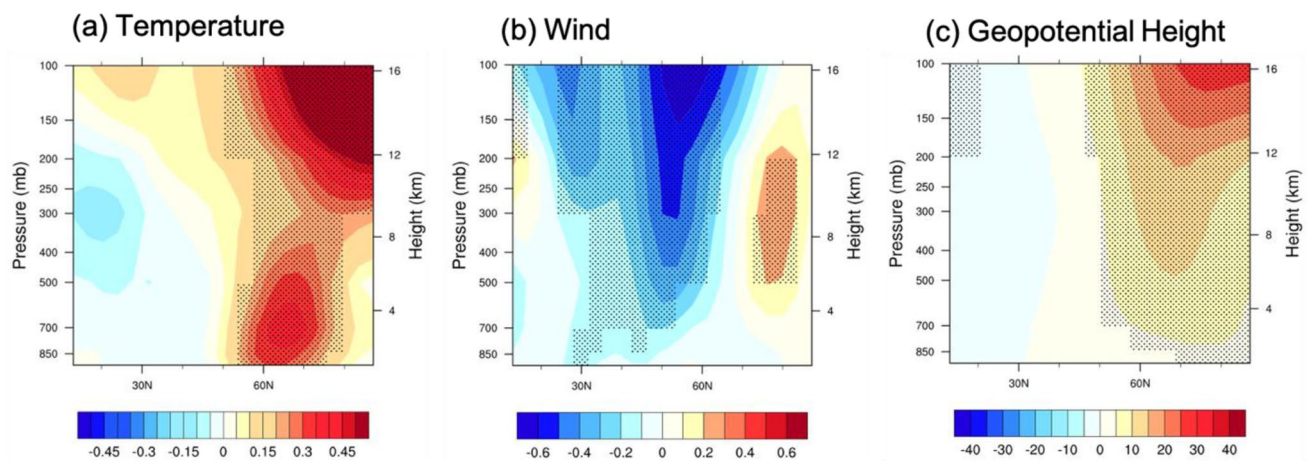 (a) Temperature
(b) Wind
(c) Geopotential Height
100
150
200
250
300
400
500
700
850
Pressure (mb)
16
12
8
4
Height (km)
30N
60N
-0.45 -0.3 -0.15 0 0.15 0.3 0.45
100
150
200
250
300
400
500
700
850
Pressure (mb)
16
12
8
4
Height (km)
30N
60N
-0.6 -0.4 -0.2 0 0.2 0.4 0.6
100
150
200
250
300
400
500
700
850
Pressure (mb)
16
12
8
4
Height (km)
30N
60N
-40 -30 -20 -10 0 10 20 30 40